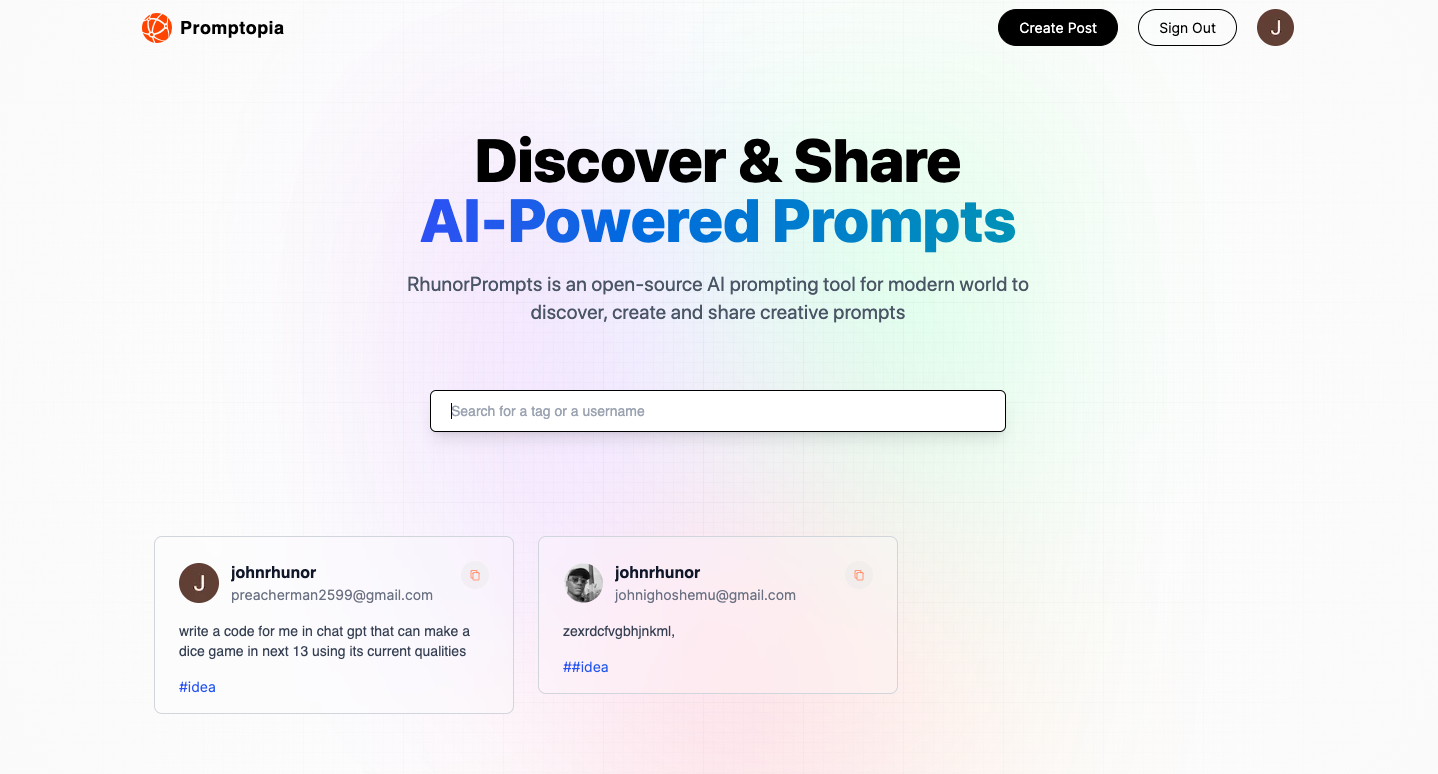 Promptopia
Create Post
Sign Out
J
Discover & Share
AI-Powered Prompts
RhunorPrompts is an open-source AI prompting tool for modern world to
discover, create and share creative prompts
Search for a tag or a username
J
johnrhunor
preacherman2599@gmail.com
write a code for me in chat gpt that can make a
dice game in next 13 using its current qualities
#idea
johnrhunor
johnighoshemu@gmail.com
zexrdcfvgbhjnkml,
##idea